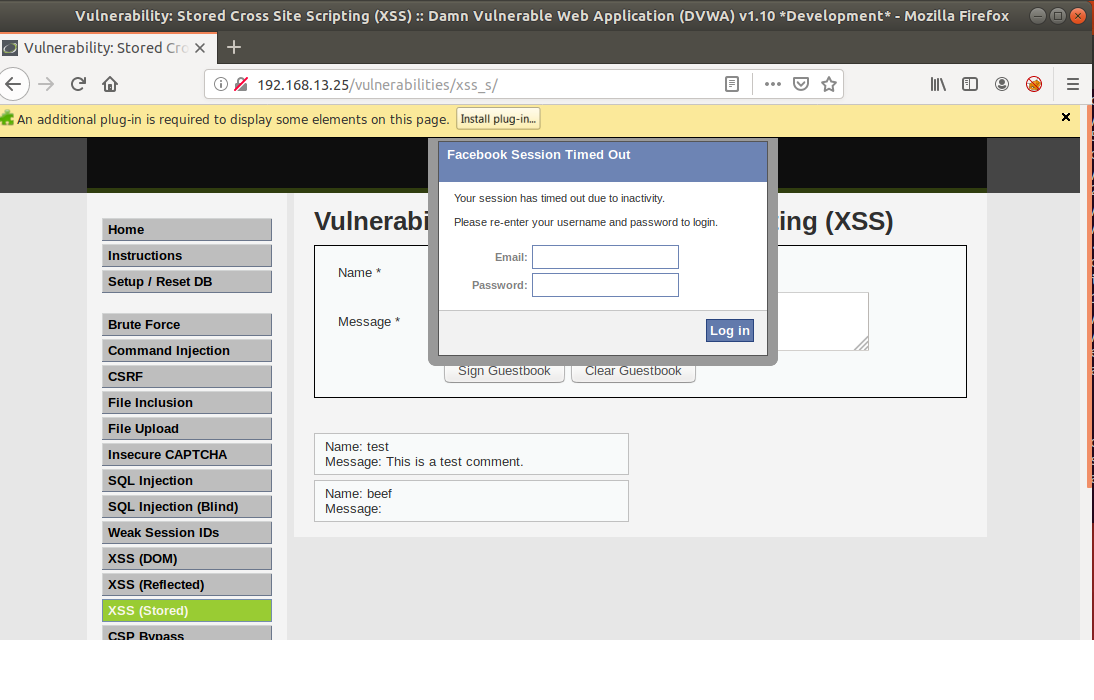 Vulnerability: Stored Cross Site Scripting (XSS) :: Damn Vulnerable Web Application (DVWA) v1.10 *Development* - Mozilla Firefox
Vulnerability: Stored Cro
192.168.13.25/vulnerabilities/xss_s/
An additional plug-in is required to display some elements on this page. Install plug-in...
Facebook Session Timed Out
Your session has timed out due to inactivity.
Please re-enter your username and password to login.
Email:
Password:
Log in
Home
Instructions
Setup / Reset DB
Brute Force
Command Injection
CSRF
File Inclusion
File Upload
Insecure CAPTCHA
SQL Injection
SQL Injection (Blind)
Weak Session IDs
XSS (DOM)
XSS (Reflected)
XSS (Stored)
CSP Bypass
Vulnerabi ing (XSS)
Name *
Message *
Sign Guestbook Clear Guestbook
Name: test
Message: This is a test comment.
Name: beef
Message: